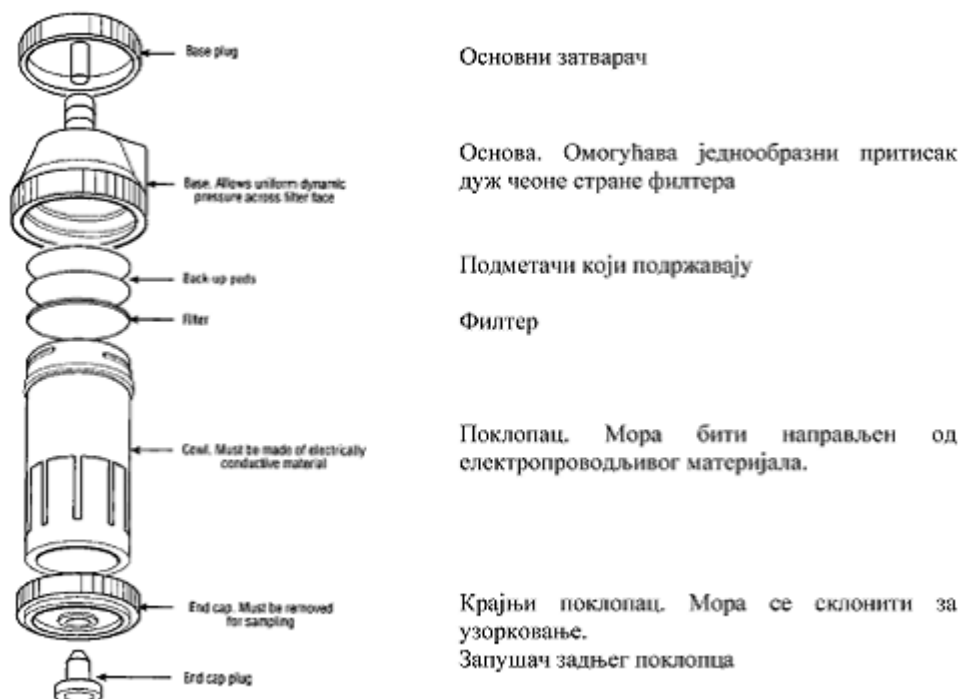 Base plug
Основни затварач
Base. Allows uniform dynamic
pressure across filter face
Основа. Омогућава једнообразни притисак
дуж чеоне стране филтера
Back-up pads
Подметачи који подржавају
Filter
Филтер
Cowl. Must be made of electrically
conductive material
Поклопац. Мора бити направљен од
електропроводљивог материјала.
End cap. Must be removed
for sampling
Крајњи поклопац. Мора се склонити за
узорковање.
End cap plug
Запушач задњег поклопца